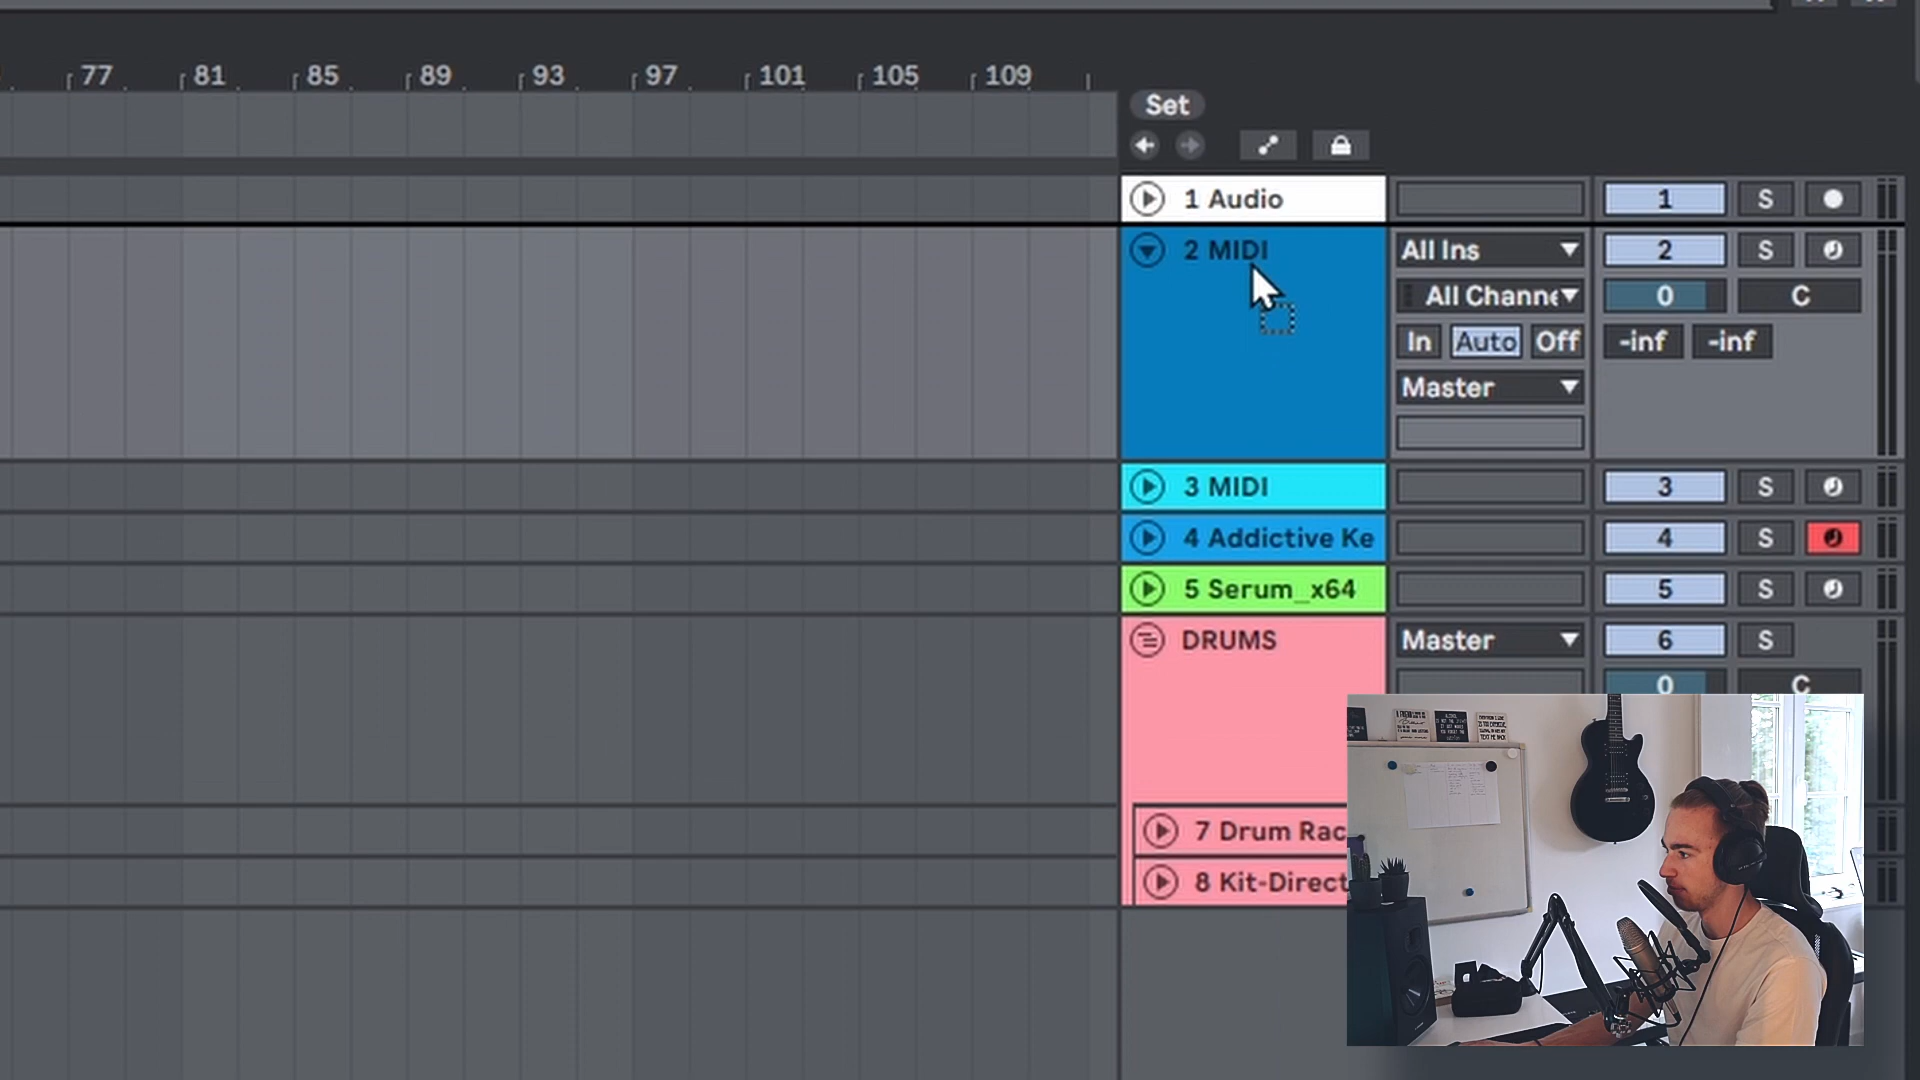 77 81 85 89 93 97 101 105 109
Set
1 Audio 1 S
2 MIDI All Ins 2 S
All Channe 0 C
In Auto Off -inf -inf
Master
3 MIDI 3 S
4 Addictive Ke 4 S
5 Serum_x64 5 S
DRUMS Master 6 S
0 C
7 Drum Rac
8 Kit-Direct